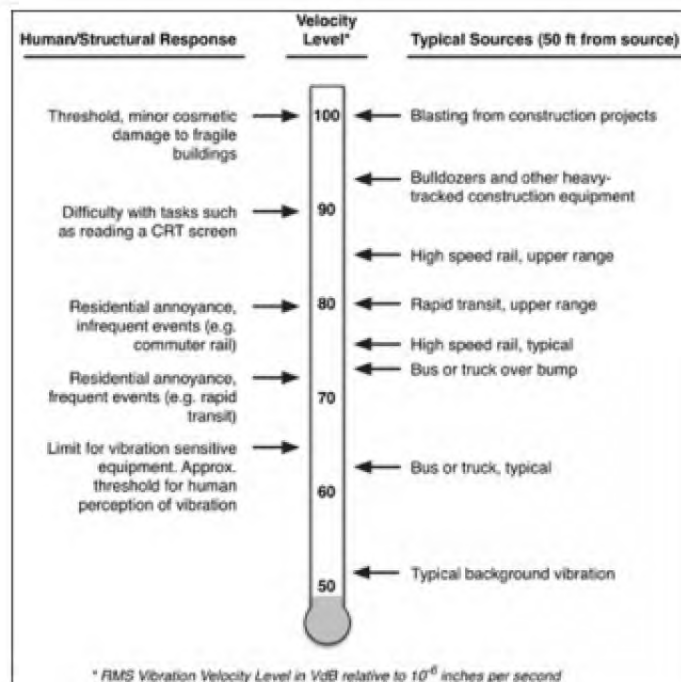 Human/Structural Response
Velocity
Level*
Typical Sources (50 ft from source)
Threshold, minor cosmetic
damage to fragile
buildings
100
Blasting from construction projects
Bulldozers and other heavy-
tracked construction equipment
Difficulty with tasks such
as reading a CRT screen
90
High speed rail, upper range
Residential annoyance,
infrequent events (e.g.
commuter rail)
80
Rapid transit, upper range
High speed rail, typical
Bus or truck over bump
Residential annoyance,
frequent events (e.g. rapid
transit)
70
Limit for vibration sensitive
equipment. Approx.
threshold for human
perception of vibration
60
Bus or truck, typical
Typical background vibration
50
* RMS Vibration Velocity Level in VdB relative to 10⁻⁶ inches per second